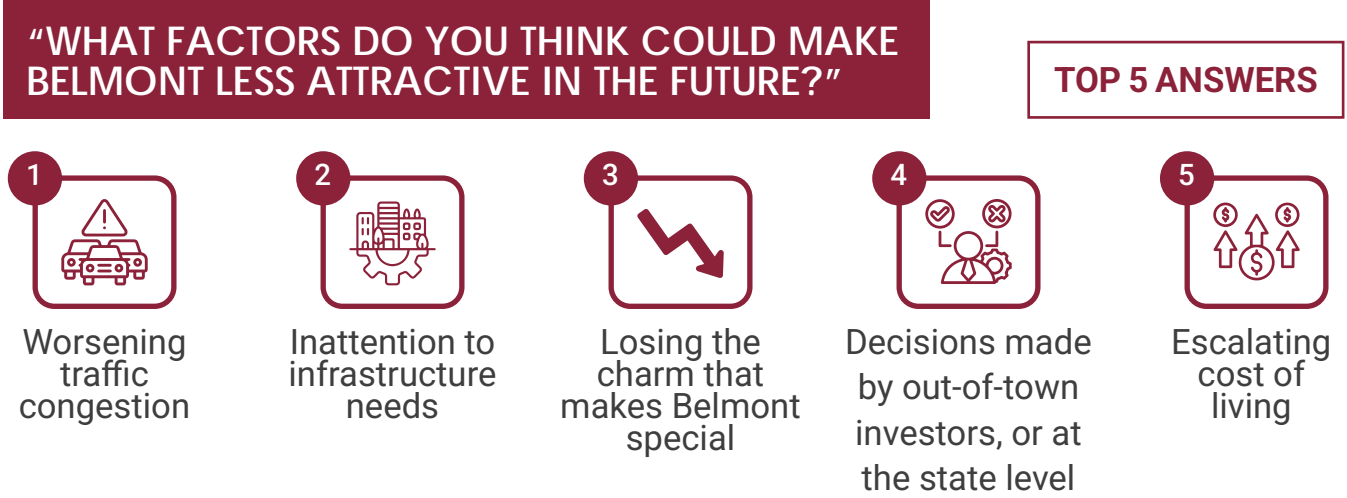 “WHAT FACTORS DO YOU THINK COULD MAKE
BELMONT LESS ATTRACTIVE IN THE FUTURE?”
TOP 5 ANSWERS
1
Worsening
traffic
congestion
2
Inattention to
infrastructure
needs
3
Losing the
charm that
makes Belmont
special
4
Decisions made
by out-of-town
investors, or at
the state level
5
$
$
$
Escalating
cost of
living